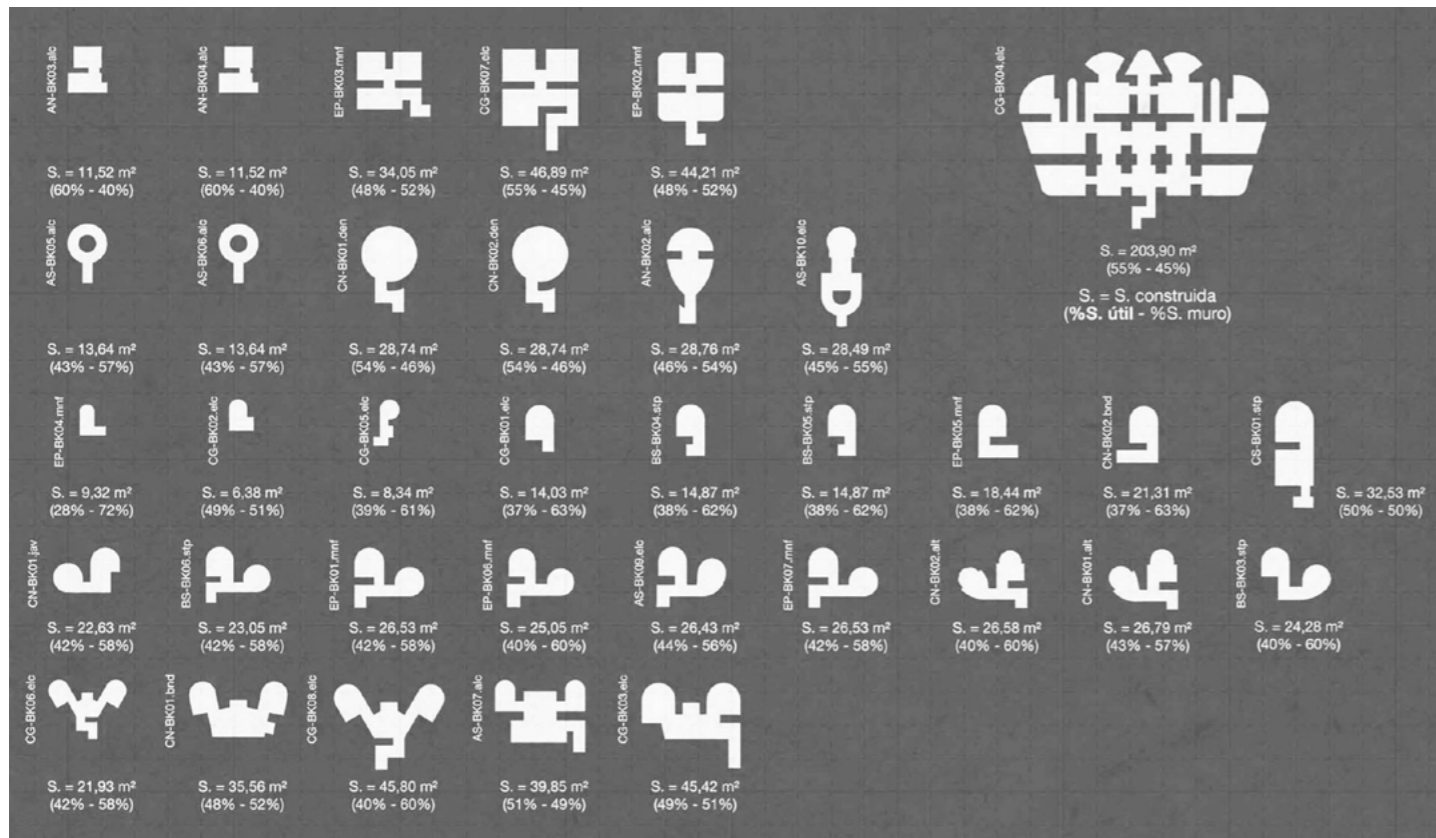 AN-BK03.alc
S. = 11,52 m²
(60% - 40%)
AN-BK04.alc
S. = 11,52 m²
(60% - 40%)
EP-BK03.mnf
S. = 34,05 m²
(48% - 52%)
CG-BK07.elc
S. = 46,89 m²
(55% - 45%)
EP-BK02.mnf
S. = 44,21 m²
(48% - 52%)
CG-BK04.elc
S. = 203,90 m²
(55% - 45%)
S. = S. construida
(%S. útil - %S. muro)
AS-BK05.alc
S. = 13,64 m²
(43% - 57%)
AS-BK06.alc
S. = 13,64 m²
(43% - 57%)
CN-BK01.den
S. = 28,74 m²
(54% - 46%)
CN-BK02.den
S. = 28,74 m²
(54% - 46%)
AN-BK02.alc
S. = 28,76 m²
(46% - 54%)
AS-BK10.elc
S. = 28,49 m²
(45% - 55%)
EP-BK04.mnf
S. = 9,32 m²
(28% - 72%)
CG-BK02.elc
S. = 6,38 m²
(49% - 51%)
CG-BK05.elc
S. = 8,34 m²
(39% - 61%)
CG-BK01.elc
S. = 14,03 m²
(37% - 63%)
BS-BK04.stp
S. = 14,87 m²
(38% - 62%)
BS-BK05.stp
S. = 14,87 m²
(38% - 62%)
EP-BK05.mnf
S. = 18,44 m²
(38% - 62%)
CN-BK02.bnd
S. = 21,31 m²
(37% - 63%)
CS-BK01.stp
S. = 32,53 m²
(50% - 50%)
CN-BK01.jav
S. = 22,63 m²
(42% - 58%)
BS-BK06.stp
S. = 23,05 m²
(42% - 58%)
EP-BK01.mnf
S. = 26,53 m²
(42% - 58%)
EP-BK06.mnf
S. = 25,05 m²
(40% - 60%)
AS-BK09.elc
S. = 26,43 m²
(44% - 56%)
EP-BK07.mnf
S. = 26,53 m²
(42% - 58%)
CN-BK02.alt
S. = 26,58 m²
(40% - 60%)
CN-BK01.alt
S. = 26,79 m²
(43% - 57%)
BS-BK03.stp
S. = 24,28 m²
(40% - 60%)
CG-BK06.elc
S. = 21,93 m²
(42% - 58%)
CN-BK01.bnd
S. = 35,56 m²
(48% - 52%)
CG-BK08.elc
S. = 45,80 m²
(40% - 60%)
AS-BK07.alc
S. = 39,85 m²
(51% - 49%)
CG-BK03.elc
S. = 45,42 m²
(49% - 51%)